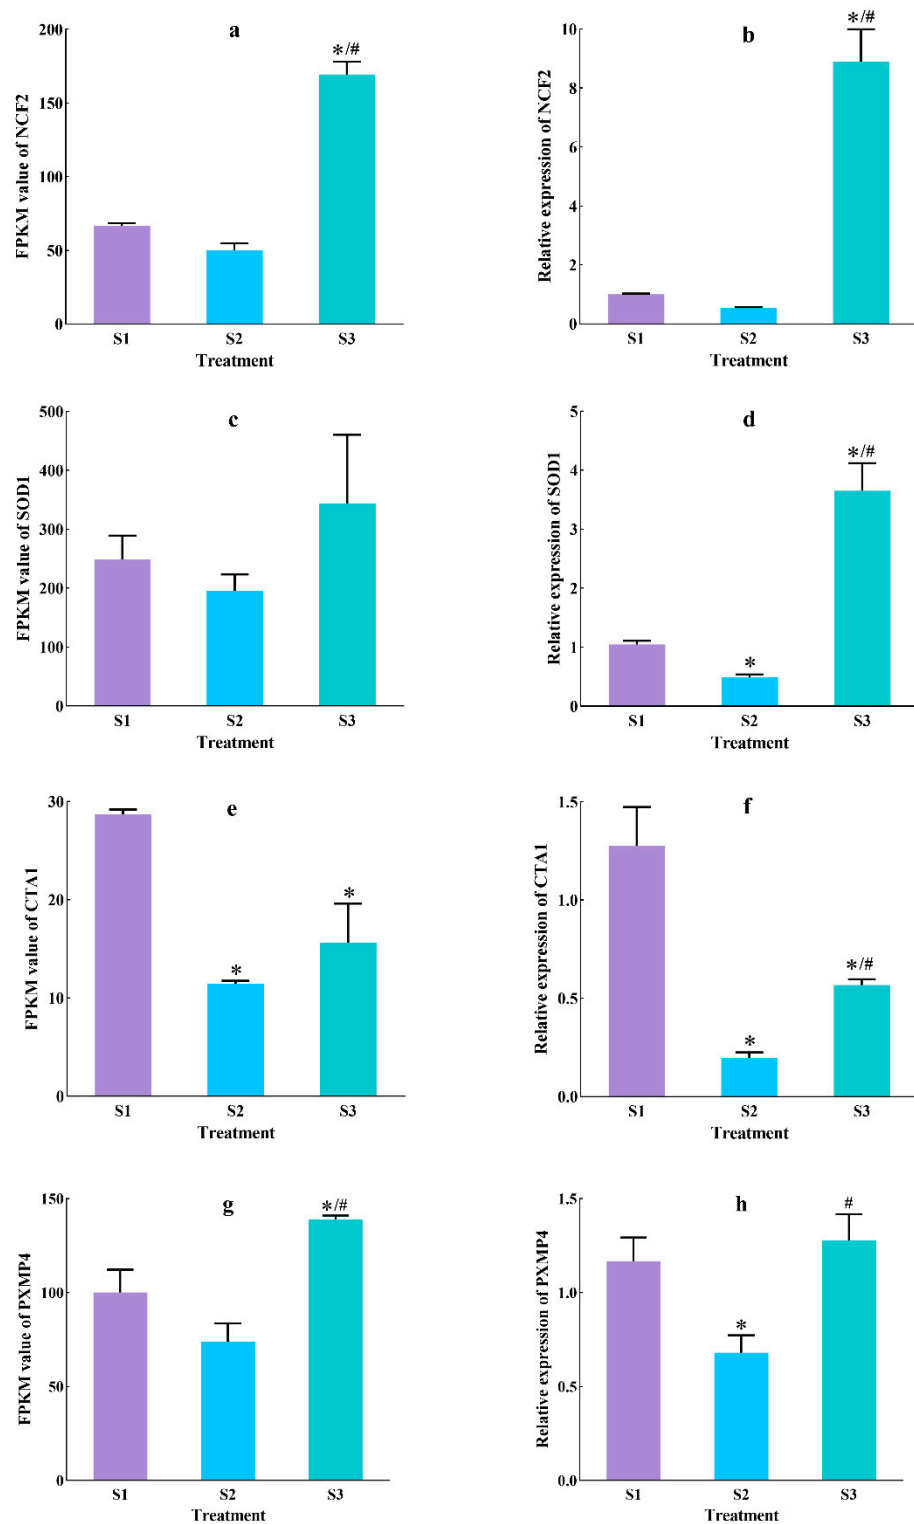 a
FPKM value of NCF2
200
150
100
50
0
*/#
S1 S2 S3
Treatment
b
Relative expression of NCF2
10
8
6
4
2
0
*/#
S1 S2 S3
Treatment
c
FPKM value of SOD1
500
400
300
200
100
0
S1 S2 S3
Treatment
d
Relative expression of SOD1
5
4
3
2
1
0
*
*/#
S1 S2 S3
Treatment
e
FPKM value of CTA1
30
20
10
0
*
*
S1 S2 S3
Treatment
f
Relative expression of CTA1
1.5
1.0
0.5
0.0
*
*/#
S1 S2 S3
Treatment
g
FPKM value of PXMP4
150
100
50
0
*/#
S1 S2 S3
Treatment
h
Relative expression of PXMP4
1.5
1.0
0.5
0.0
*
#
S1 S2 S3
Treatment